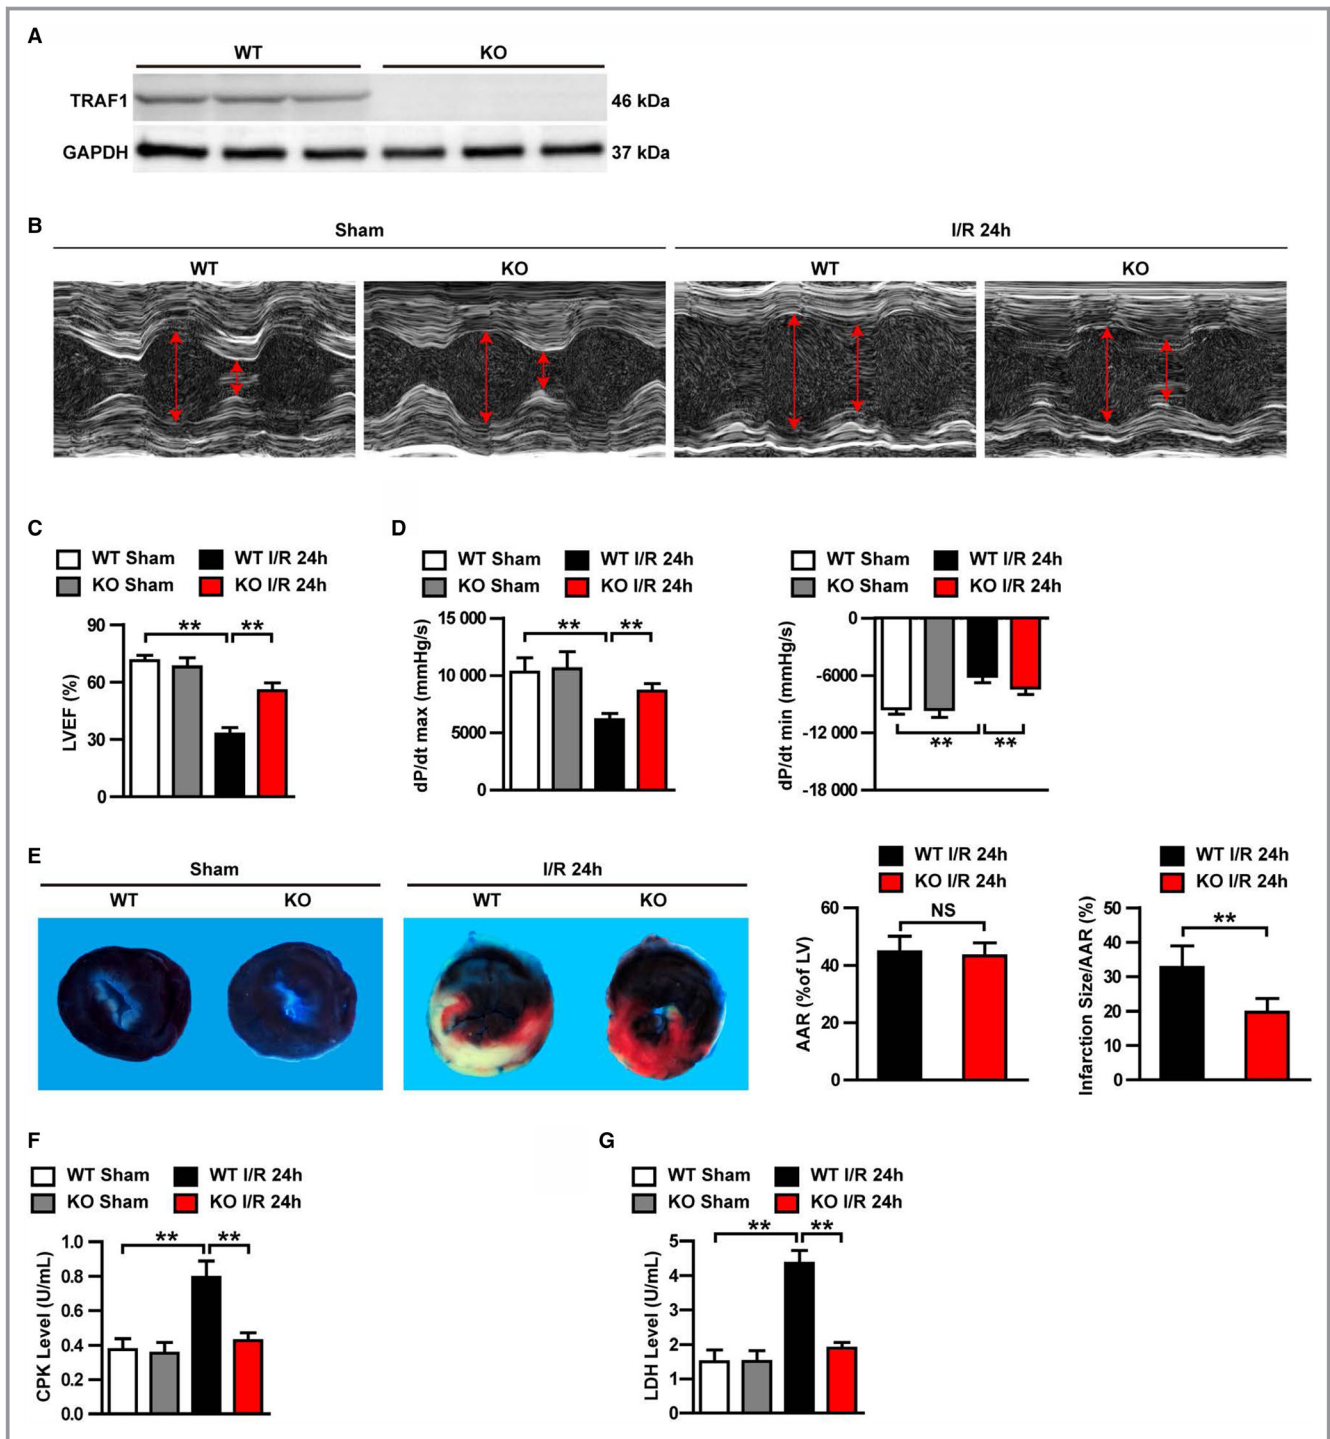 A
WT KO
TRAF1 46 kDa
GAPDH 37 kDa
B
Sham I/R 24h
WT KO WT KO
C
WT Sham WT I/R 24h
KO Sham KO I/R 24h
LVEF (%)
90
60
30
0
** **
D
WT Sham WT I/R 24h
KO Sham KO I/R 24h
dP/dt max (mmHg/s)
15 000
10 000
5000
0
** **
WT Sham WT I/R 24h
KO Sham KO I/R 24h
dP/dt min (mmHg/s)
0
-6000
-12 000
-18 000
** **
E
Sham I/R 24h
WT KO WT KO
WT I/R 24h
KO I/R 24h
AAR (%of LV)
60
40
20
0
NS
WT I/R 24h
KO I/R 24h
Infarction Size/AAR (%)
50
40
30
20
10
0
**
F
WT Sham WT I/R 24h
KO Sham KO I/R 24h
CPK Level (U/mL)
1.0
0.8
0.6
0.4
0.2
0.0
** **
G
WT Sham WT I/R 24h
KO Sham KO I/R 24h
LDH Level (U/mL)
5
4
3
2
1
0
** **